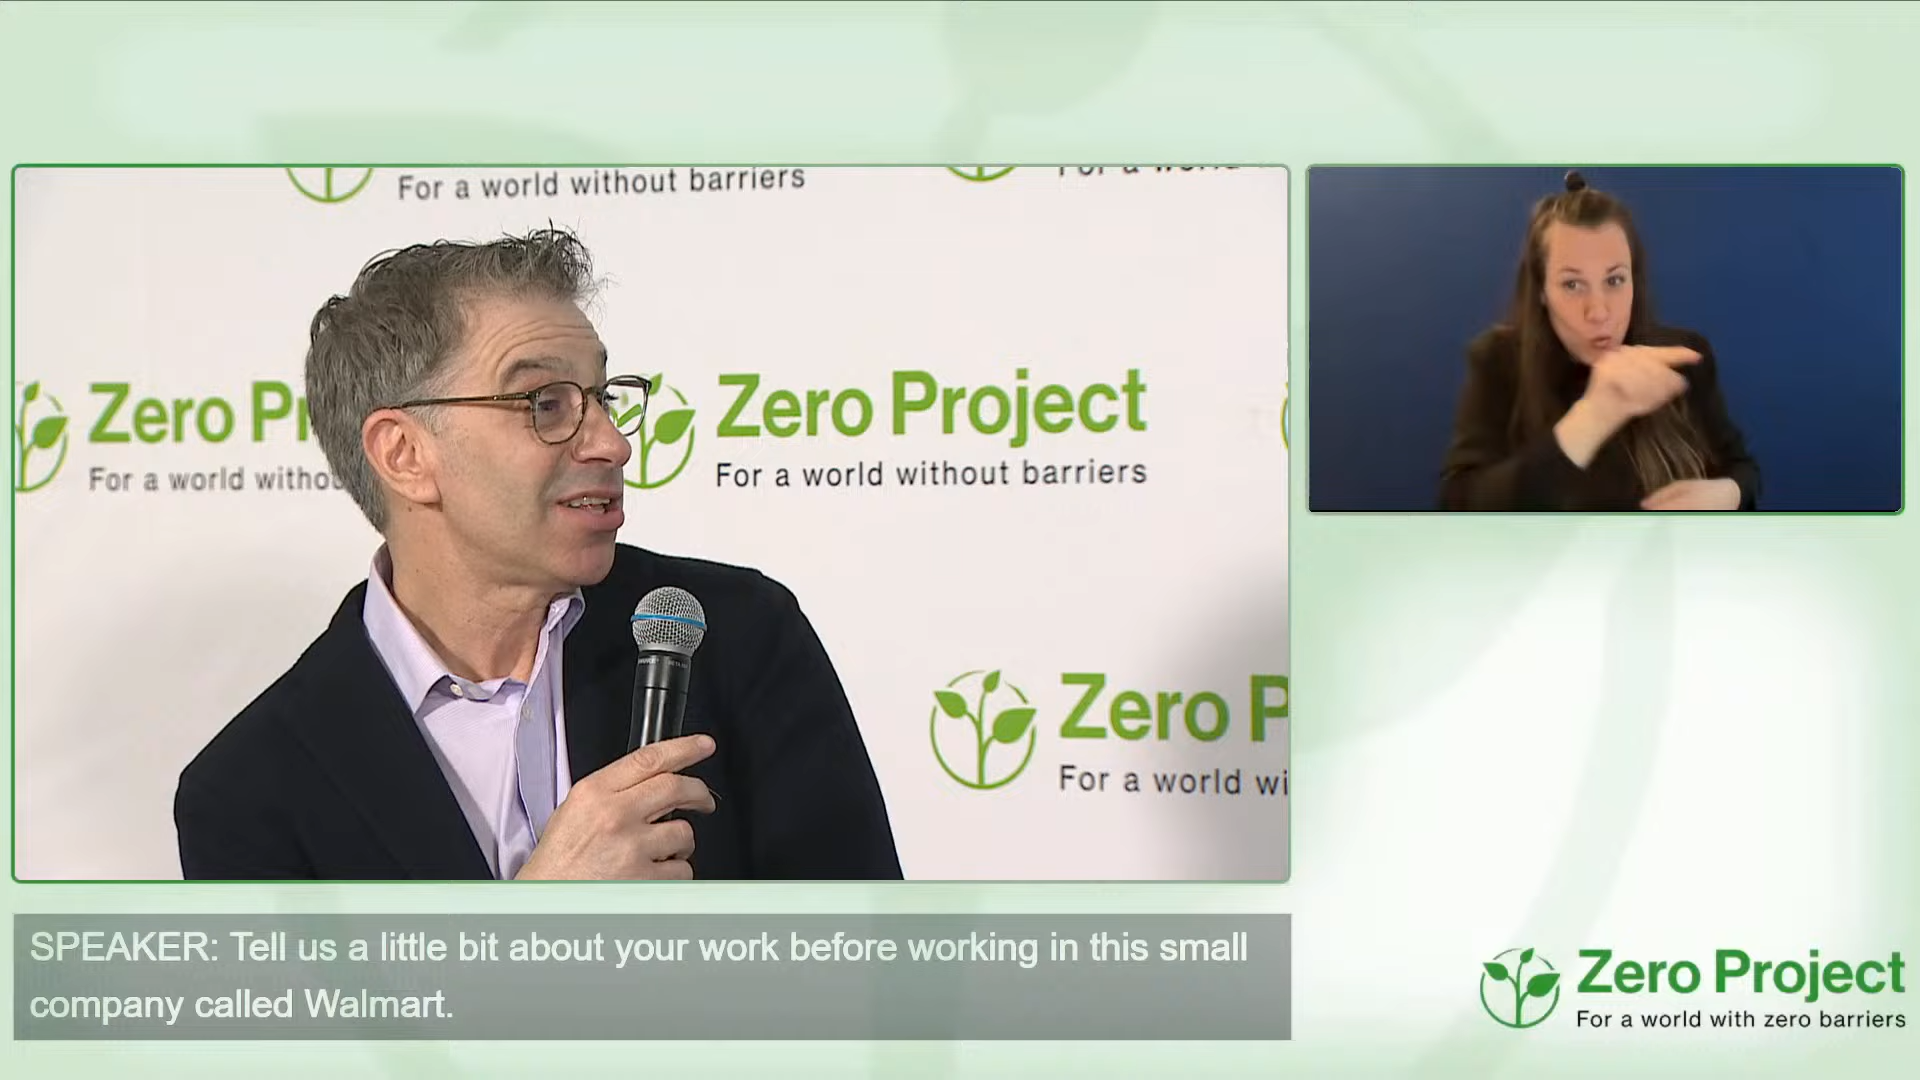 For a world without barriers
Zero Pr
For a world witho
Zero Project
For a world without barriers
Zero P
For a world wi
SPEAKER: Tell us a little bit about your work before working in this small
company called Walmart.
Zero Project
For a world with zero barriers